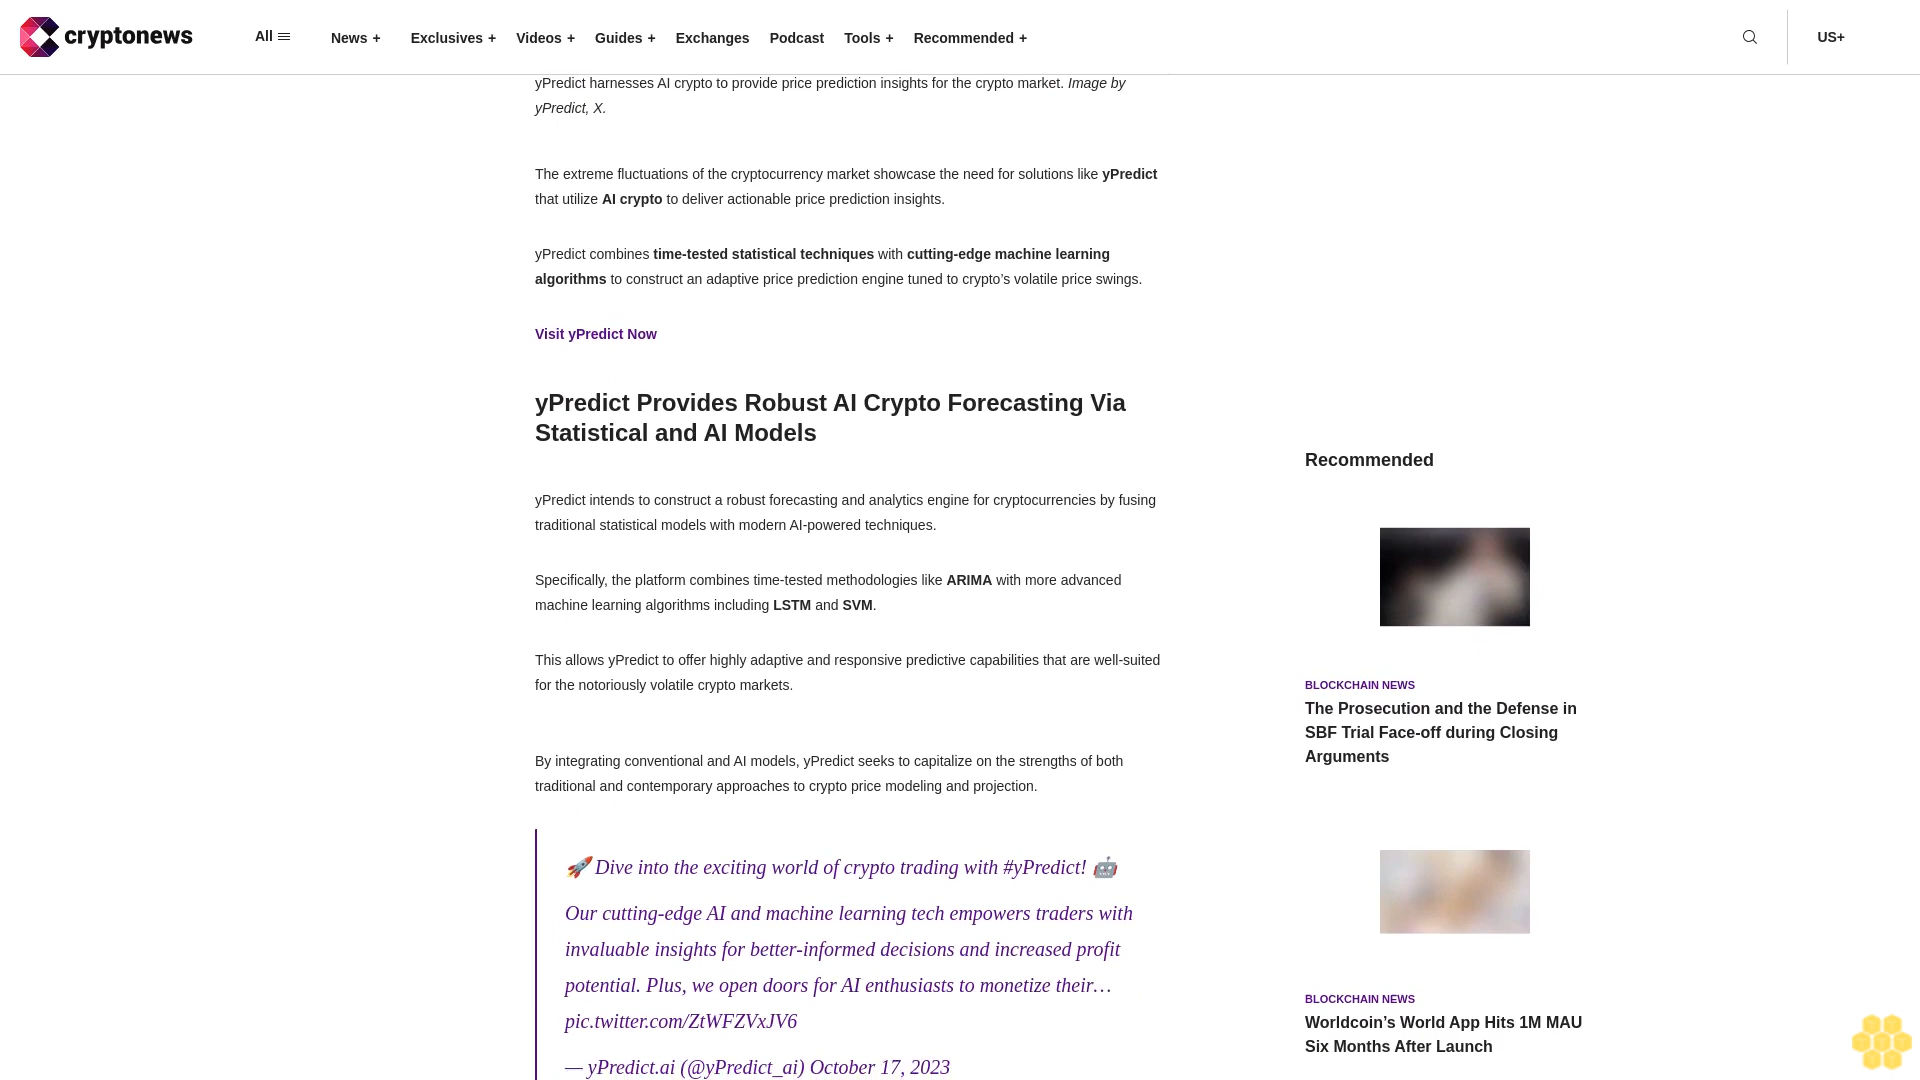 cryptonews
All
News +
Exclusives +
Videos +
Guides +
Exchanges
Podcast
Tools +
Recommended +
US+
yPredict harnesses AI crypto to provide price prediction insights for the crypto market. Image by
yPredict, X.
The extreme fluctuations of the cryptocurrency market showcase the need for solutions like yPredict
that utilize AI crypto to deliver actionable price prediction insights.
yPredict combines time-tested statistical techniques with cutting-edge machine learning
algorithms to construct an adaptive price prediction engine tuned to crypto’s volatile price swings.
Visit yPredict Now
yPredict Provides Robust AI Crypto Forecasting Via
Statistical and AI Models
yPredict intends to construct a robust forecasting and analytics engine for cryptocurrencies by fusing
traditional statistical models with modern AI-powered techniques.
Specifically, the platform combines time-tested methodologies like ARIMA with more advanced
machine learning algorithms including LSTM and SVM.
This allows yPredict to offer highly adaptive and responsive predictive capabilities that are well-suited
for the notoriously volatile crypto markets.
By integrating conventional and AI models, yPredict seeks to capitalize on the strengths of both
traditional and contemporary approaches to crypto price modeling and projection.
🚀 Dive into the exciting world of crypto trading with #yPredict! 🤖
Our cutting-edge AI and machine learning tech empowers traders with
invaluable insights for better-informed decisions and increased profit
potential. Plus, we open doors for AI enthusiasts to monetize their…
pic.twitter.com/ZtWFZVxJV6
— yPredict.ai (@yPredict_ai) October 17, 2023
Recommended
BLOCKCHAIN NEWS
The Prosecution and the Defense in
SBF Trial Face-off during Closing
Arguments
BLOCKCHAIN NEWS
Worldcoin’s World App Hits 1M MAU
Six Months After Launch